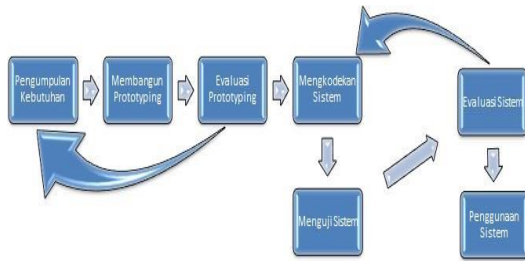 Pengumpulan
Kebutuhan
Membangun
Prototyping
Evaluasi
Prototyping
Mengkodekan
Sistem
Menguji Sistem
Evaluasi Sistem
Penggunaan
Sistem